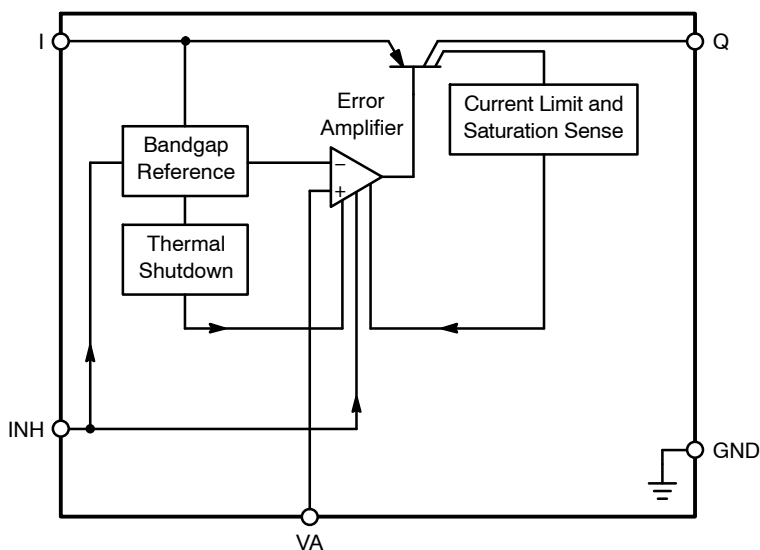 I
Q
Error
Amplifier
Current Limit and
Saturation Sense
Bandgap
Reference
−
+
Thermal
Shutdown
INH
GND
VA